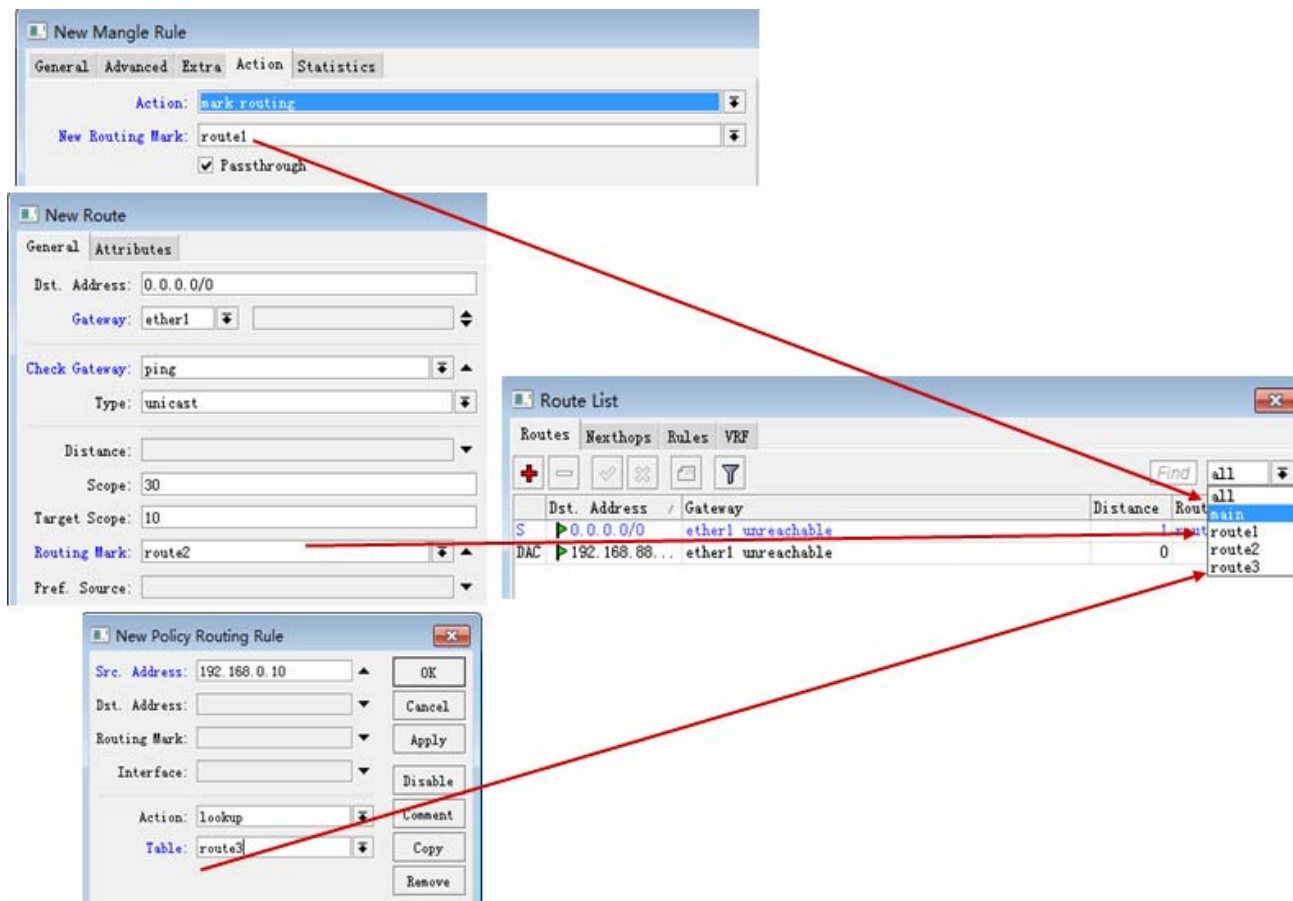 New Mangle Rule
General Advanced Extra Action Statistics
Action: mark routing
New Routing Mark: route1
Passthrough
New Route
General Attributes
Dst. Address: 0.0.0.0/0
Gateway: ether1
Check Gateway: ping
Type: unicast
Distance:
Scope: 30
Target Scope: 10
Routing Mark: route2
Pref. Source:
Route List
Routes Nexthops Rules VRF
Find all
Dst. Address / Gateway Distance Rout
S 0.0.0.0/0 ether1 unreachable 1 rout
DAC 192.168.88... ether1 unreachable 0
all
main
route1
route2
route3
New Policy Routing Rule
Src. Address: 192.168.0.10
Dst. Address:
Routing Mark:
Interface:
Action: lookup
Table: route3
OK
Cancel
Apply
Disable
Comment
Copy
Remove